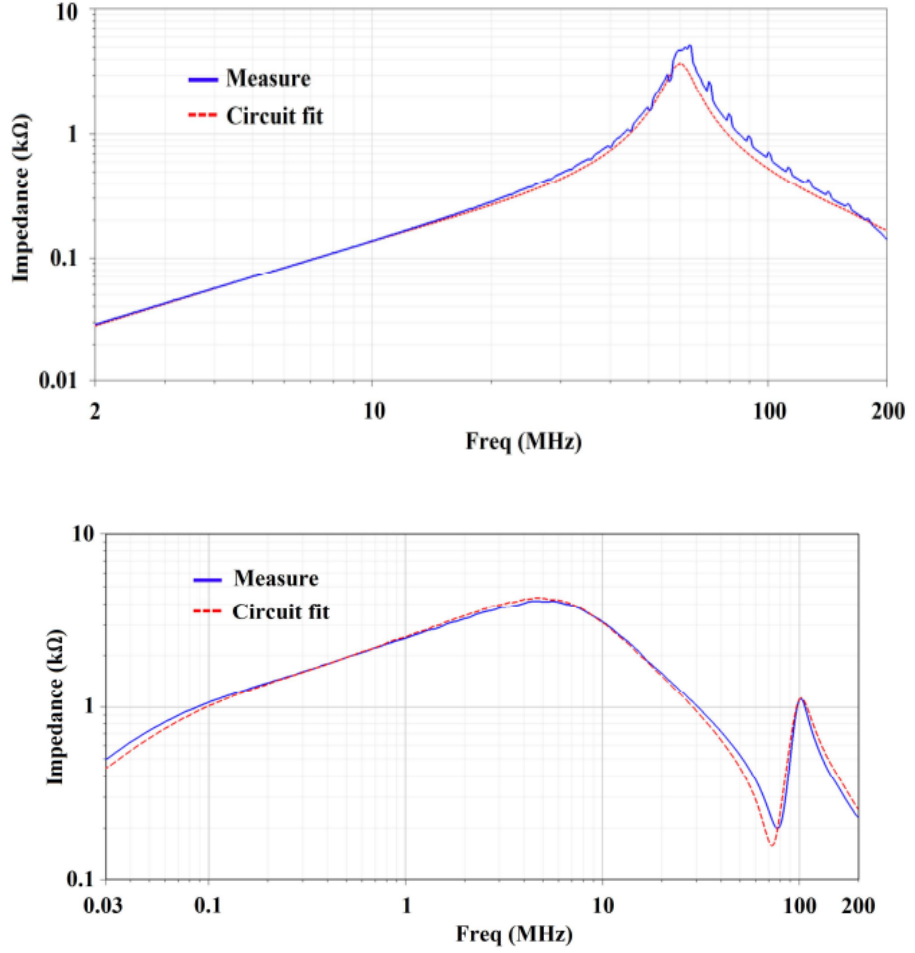 10
Measure
Circuit fit
1
Impedance (kΩ)
0.1
0.01
2
10
100
200
Freq (MHz)
10
Measure
Circuit fit
Impedance (kΩ)
1
0.1
0.03
0.1
1
10
100
200
Freq (MHz)